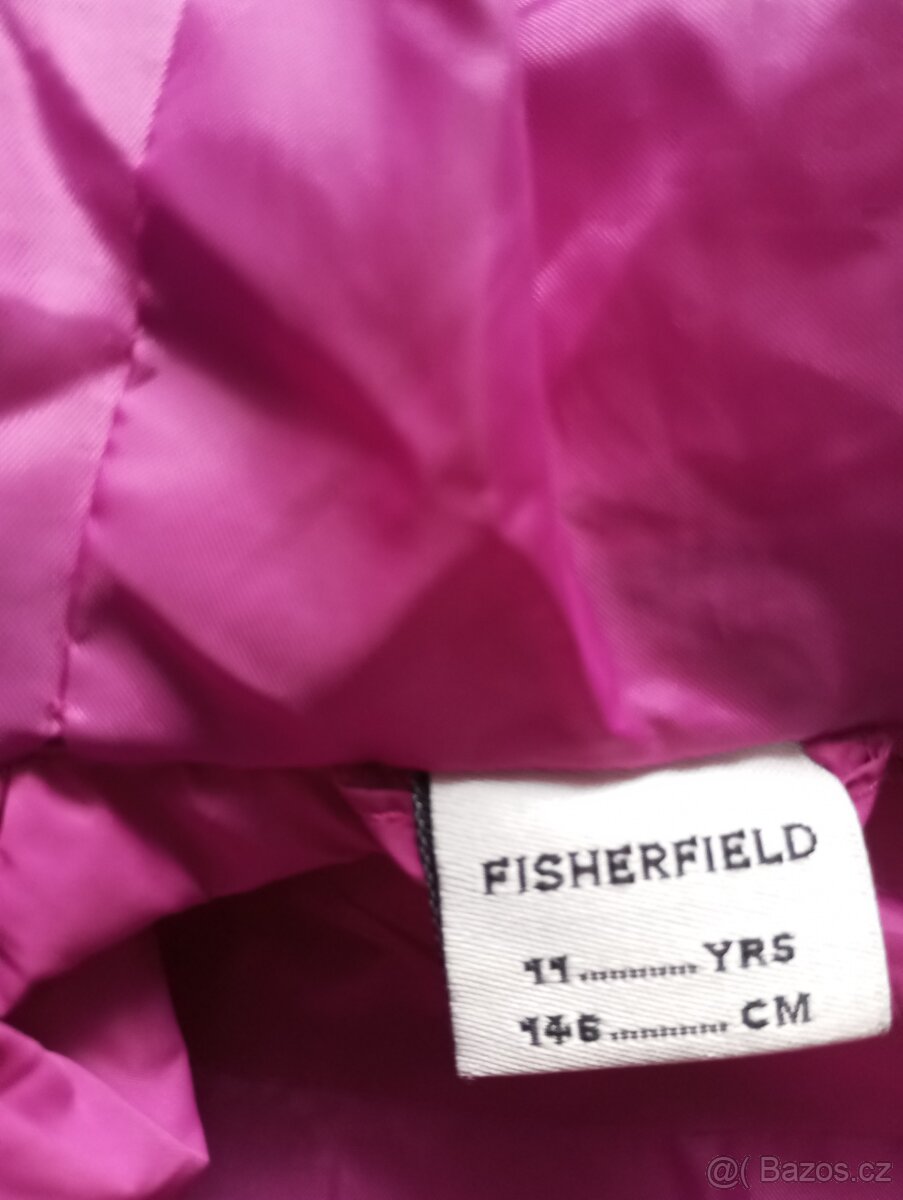 FISHERFIELD
11..........YRS
146..........CM
@( Bazos.cz